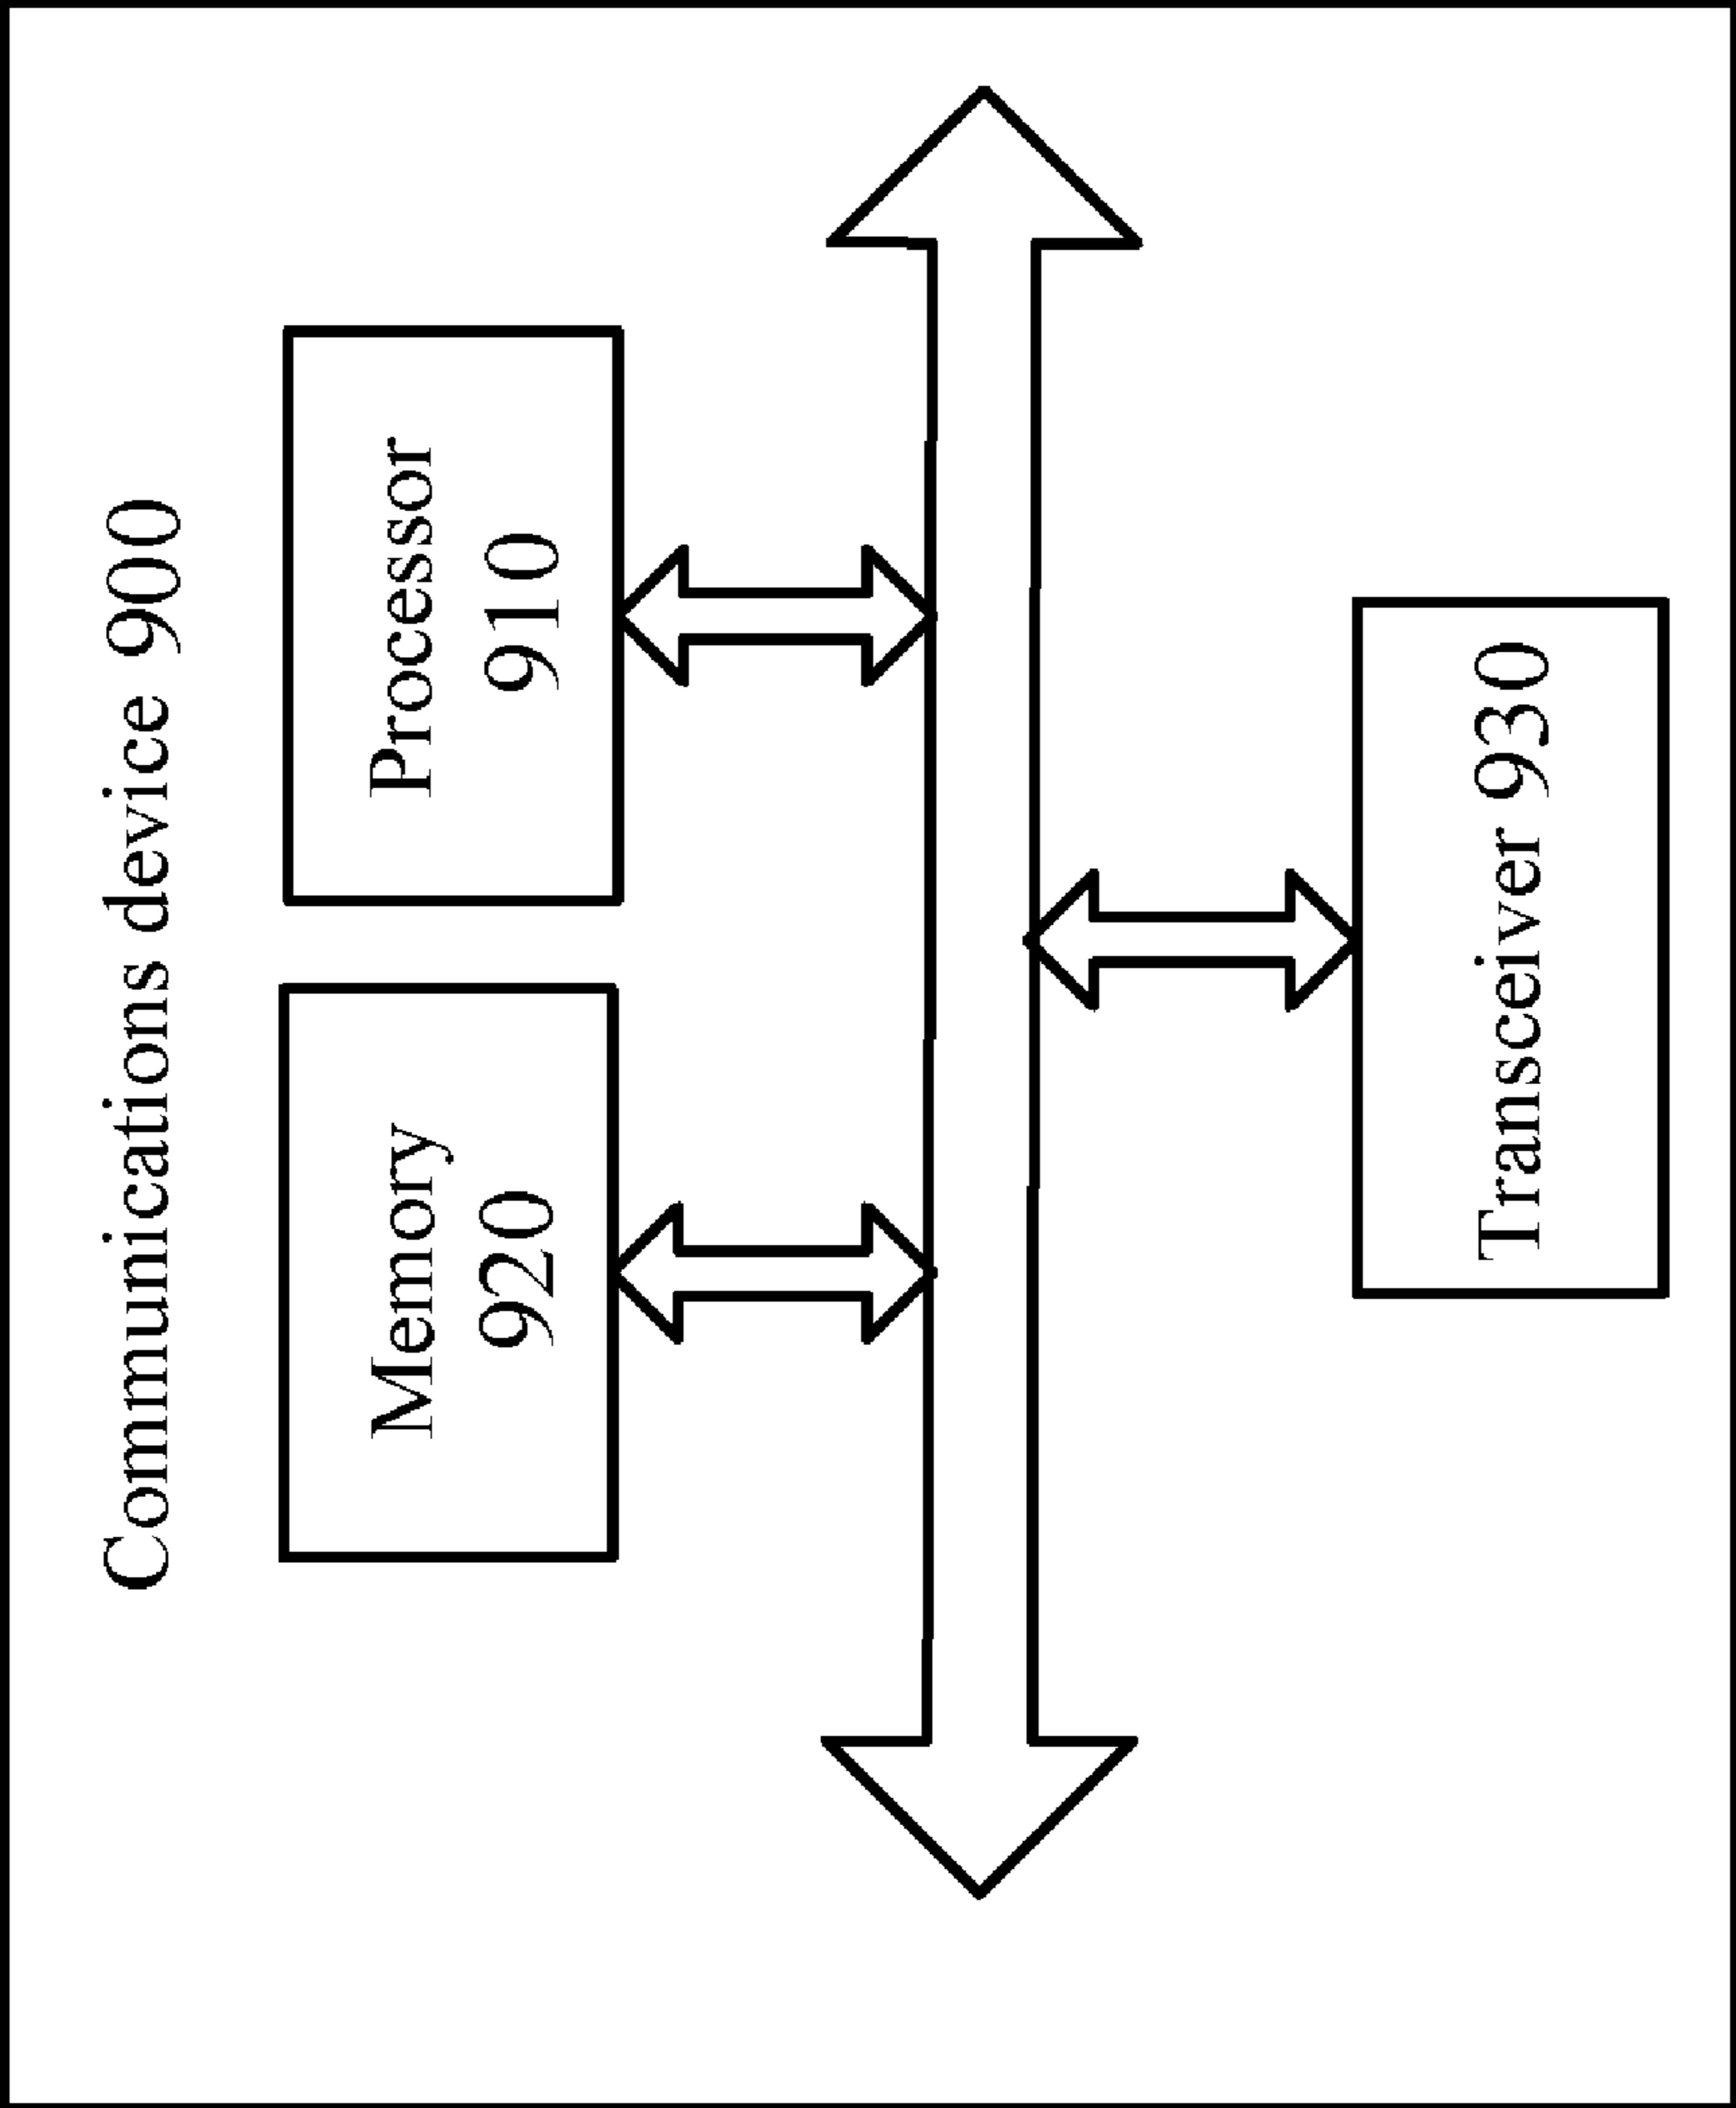 Communications device 900
Memory
920
Processor
910
Transceiver 930